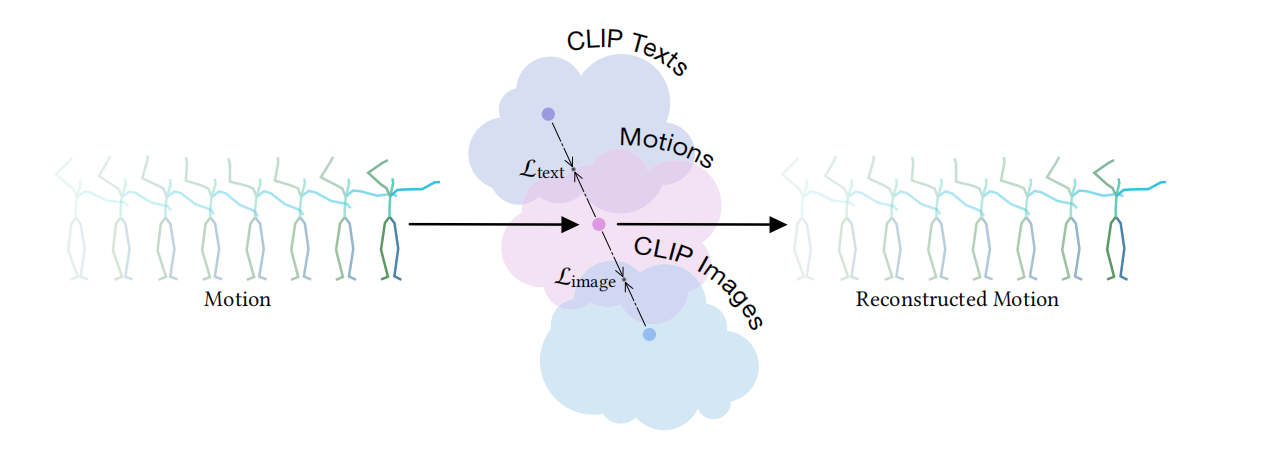 CLIP Texts
Motions
ℒtext
CLIP Images
ℒimage
Motion
Reconstructed Motion